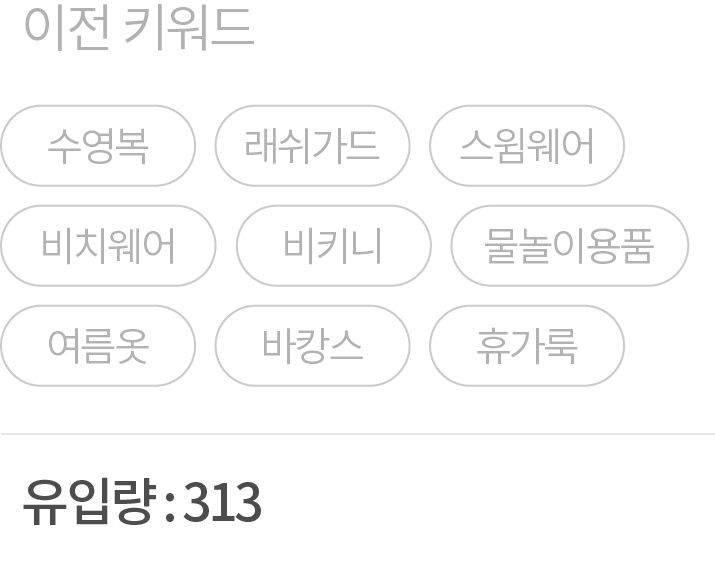 이전 키워드
수영복 래쉬가드 스윔웨어
비치웨어 비키니 물놀이용품
여름옷 바캉스 휴가룩
유입량 : 313